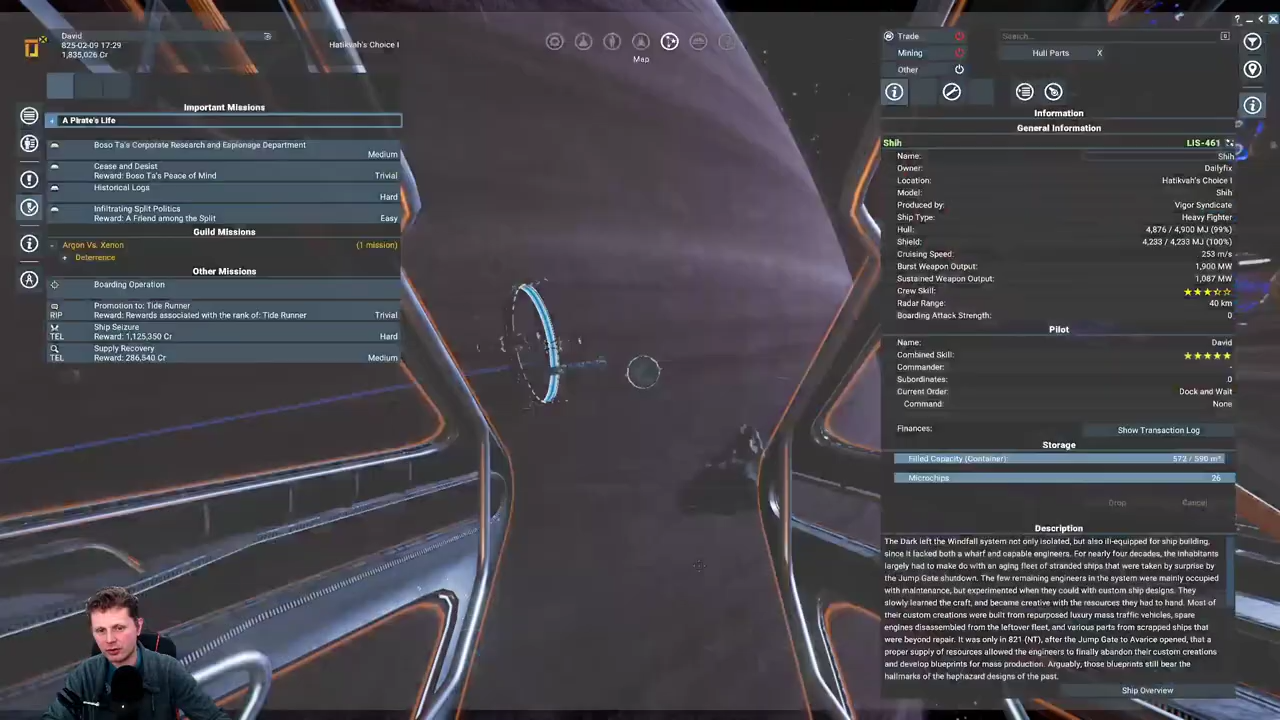 David
825-02-09 17:29
1,835,026 Cr
Hatikvah's Choice I
Map
Important Missions
A Pirate's Life
Boso Ta's Corporate Research and Espionage Department
Medium
Cease and Desist
Reward: Boso Ta's Peace of Mind
Trivial
Historical Logs
Hard
Infiltrating Split Politics
Reward: A Friend among the Split
Easy
Guild Missions
- Argon Vs. Xenon (1 mission)
+ Deterrence
Other Missions
Boarding Operation
Promotion to: Tide Runner
RIP Reward: Rewards associated with the rank of: Tide Runner Trivial
Ship Seizure
TEL Reward: 1,125,350 Cr Hard
Supply Recovery
TEL Reward: 286,540 Cr Medium
? 
Trade
Search...
Mining
Hull Parts X
Other
Information
General Information
Shih LIS-461
Name: Shih
Owner: Dailyfix
Location: Hatikvah's Choice I
Model: Shih
Produced by: Vigor Syndicate
Ship Type: Heavy Fighter
Hull: 4,876 / 4,900 MJ (99%)
Shield: 4,233 / 4,233 MJ (100%)
Cruising Speed: 253 m/s
Burst Weapon Output: 1,900 MW
Sustained Weapon Output: 1,087 MW
Crew Skill:
Radar Range: 40 km
Boarding Attack Strength: 0
Pilot
Name: David
Combined Skill:
Commander: -
Subordinates: 0
Current Order: Dock and Wait
Command: None
Finances: Show Transaction Log
Storage
Filled Capacity (Container): 572 / 590 m³
Microchips 26
Drop Cancel
Description
The Dark left the Windfall system not only isolated, but also ill-equipped for ship building,
since it lacked both a wharf and capable engineers. For nearly four decades, the inhabitants
largely had to make do with an aging fleet of stranded ships that were taken by surprise by
the Jump Gate shutdown. The few remaining engineers in the system were mainly occupied
with maintenance, but experimented when they could with custom ship designs. They
slowly learned the craft, and became creative with the resources they had to hand. Most of
their custom creations were built from repurposed luxury mass traffic vehicles, spare
engines disassembled from the leftover fleet, and various parts from scrapped ships that
were beyond repair. It was only in 821 (NT), after the Jump Gate to Avarice opened, that a
proper supply of resources allowed the engineers to finally abandon their custom creations
and develop blueprints for mass production. Arguably, those blueprints still bear the
hallmarks of the haphazard designs of the past.
Ship Overview